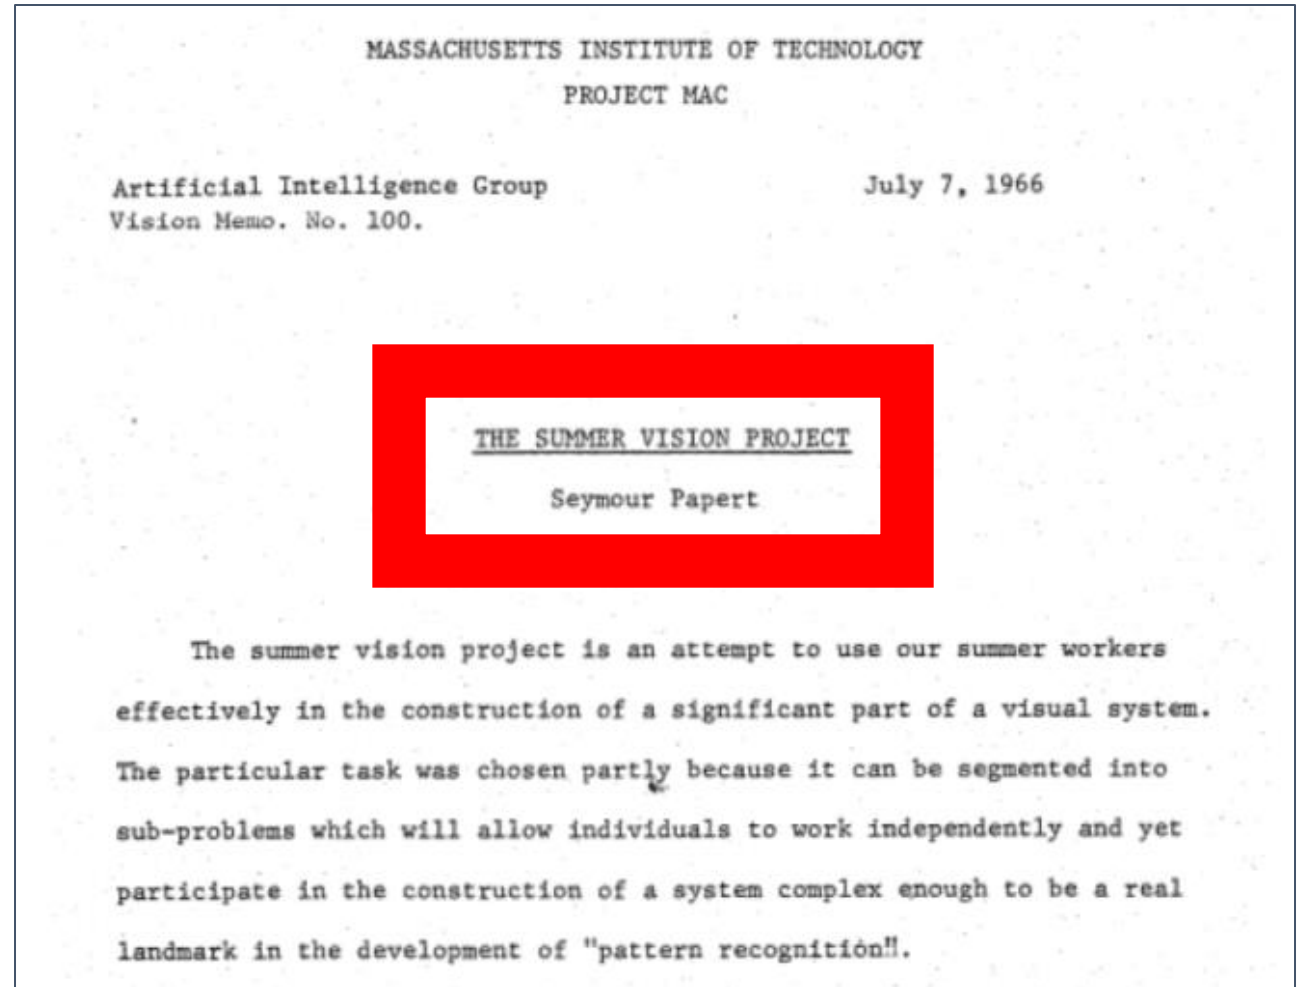 MASSACHUSETTS INSTITUTE OF TECHNOLOGY
PROJECT MAC
Artificial Intelligence Group July 7, 1966
Vision Memo. No. 100.
THE SUMMER VISION PROJECT
Seymour Papert
The summer vision project is an attempt to use our summer workers
effectively in the construction of a significant part of a visual system.
The particular task was chosen partly because it can be segmented into
sub-problems which will allow individuals to work independently and yet
participate in the construction of a system complex enough to be a real
landmark in the development of "pattern recognition".